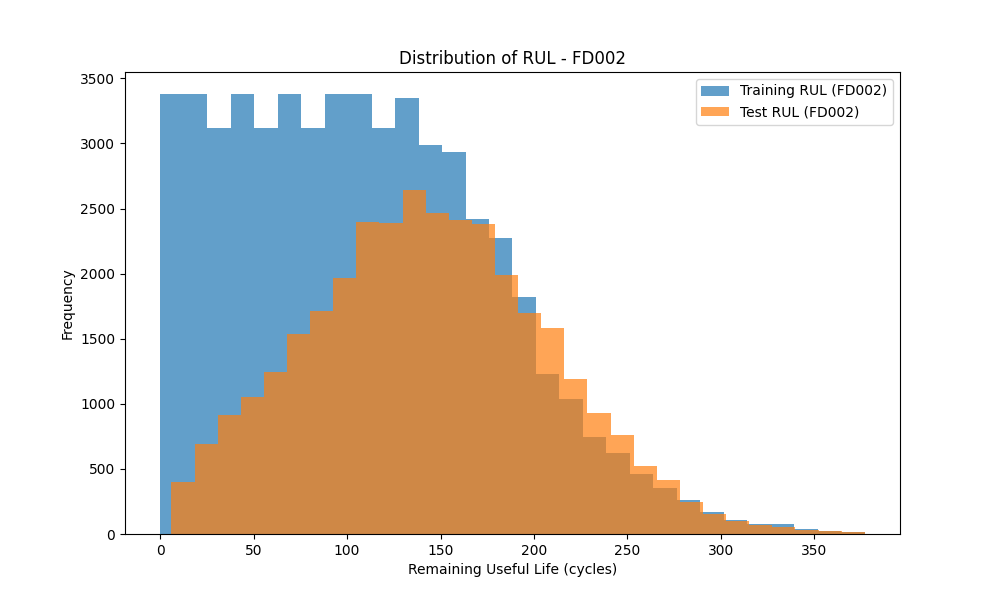 Distribution of RUL - FD002
Training RUL (FD002)
Test RUL (FD002)
Frequency
3500
3000
2500
2000
1500
1000
500
0
0 50 100 150 200 250 300 350
Remaining Useful Life (cycles)